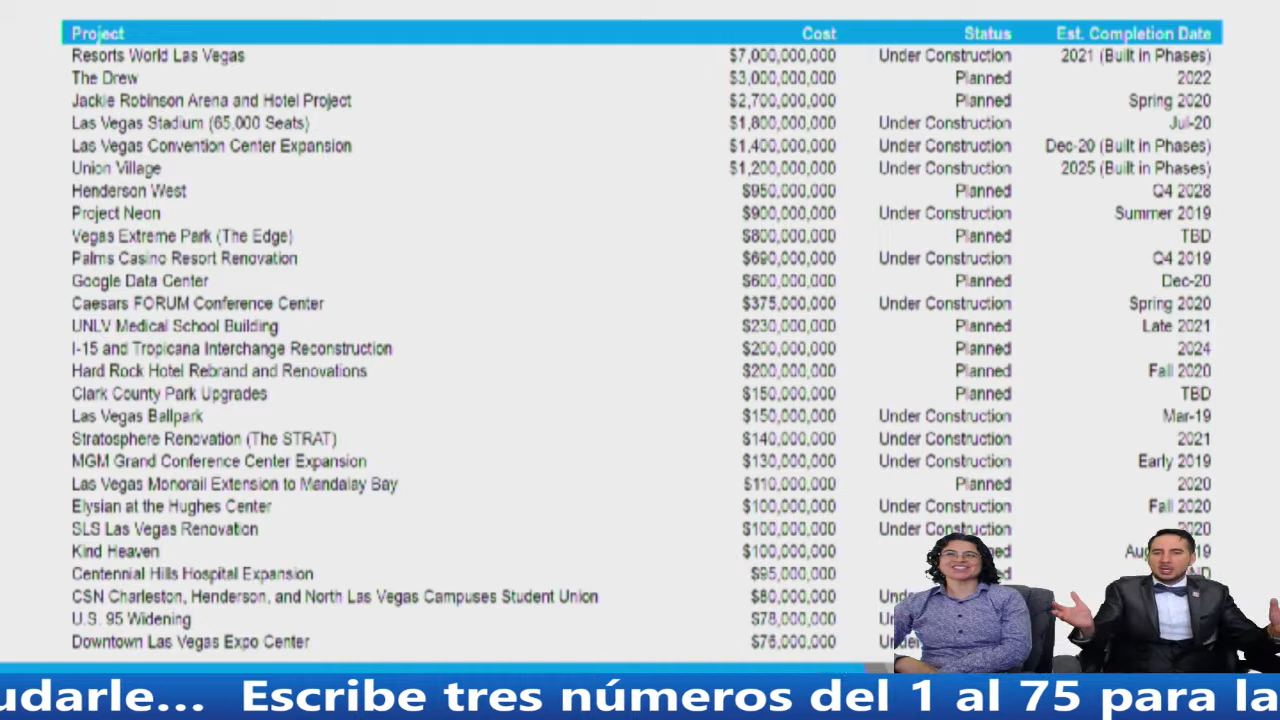 Project Cost Status Est. Completion Date
Resorts World Las Vegas $7,000,000,000 Under Construction 2021 (Built in Phases)
The Drew $3,000,000,000 Planned 2022
Jackie Robinson Arena and Hotel Project $2,700,000,000 Planned Spring 2020
Las Vegas Stadium (65,000 Seats) $1,800,000,000 Under Construction Jul-20
Las Vegas Convention Center Expansion $1,400,000,000 Under Construction Dec-20 (Built in Phases)
Union Village $1,200,000,000 Under Construction 2025 (Built in Phases)
Henderson West $950,000,000 Planned Q4 2028
Project Neon $900,000,000 Under Construction Summer 2019
Vegas Extreme Park (The Edge) $800,000,000 Planned TBD
Palms Casino Resort Renovation $690,000,000 Under Construction Q4 2019
Google Data Center $600,000,000 Planned Dec-20
Caesars FORUM Conference Center $375,000,000 Under Construction Spring 2020
UNLV Medical School Building $230,000,000 Planned Late 2021
I-15 and Tropicana Interchange Reconstruction $200,000,000 Planned 2024
Hard Rock Hotel Rebrand and Renovations $200,000,000 Planned Fall 2020
Clark County Park Upgrades $150,000,000 Planned TBD
Las Vegas Ballpark $150,000,000 Under Construction Mar-19
Stratosphere Renovation (The STRAT) $140,000,000 Under Construction 2021
MGM Grand Conference Center Expansion $130,000,000 Under Construction Early 2019
Las Vegas Monorail Extension to Mandalay Bay $110,000,000 Planned 2020
Elysian at the Hughes Center $100,000,000 Under Construction Fall 2020
SLS Las Vegas Renovation $100,000,000 Under Construction 2020
Kind Heaven $100,000,000
Centennial Hills Hospital Expansion $95,000,000
CSN Charleston, Henderson, and North Las Vegas Campuses Student Union $80,000,000
U.S. 95 Widening $78,000,000
Downtown Las Vegas Expo Center $76,000,000
udarle... Escribe tres números del 1 al 75 para la